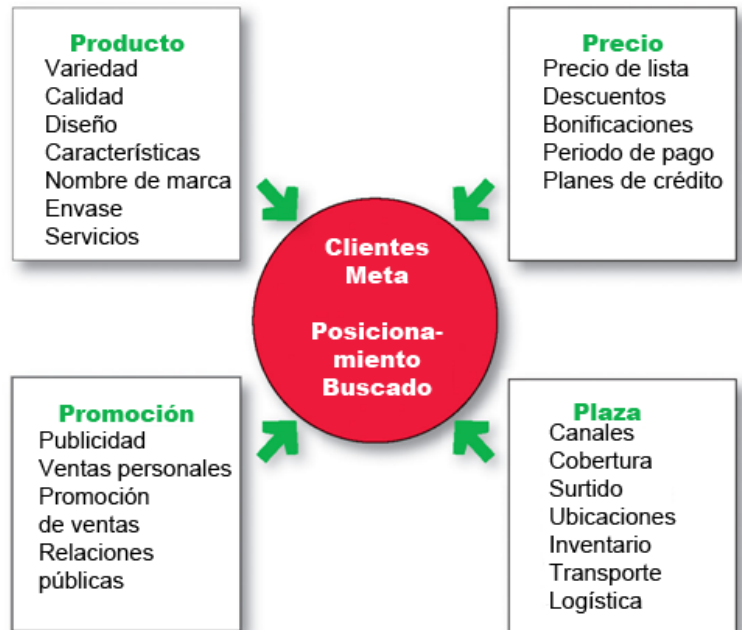 Producto
Variedad
Calidad
Diseño
Características
Nombre de marca
Envase
Servicios
Precio
Precio de lista
Descuentos
Bonificaciones
Periodo de pago
Planes de crédito
Clientes
Meta
Posiciona-
miento
Buscado
Promoción
Publicidad
Ventas personales
Promoción
de ventas
Relaciones
públicas
Plaza
Canales
Cobertura
Surtido
Ubicaciones
Inventario
Transporte
Logística